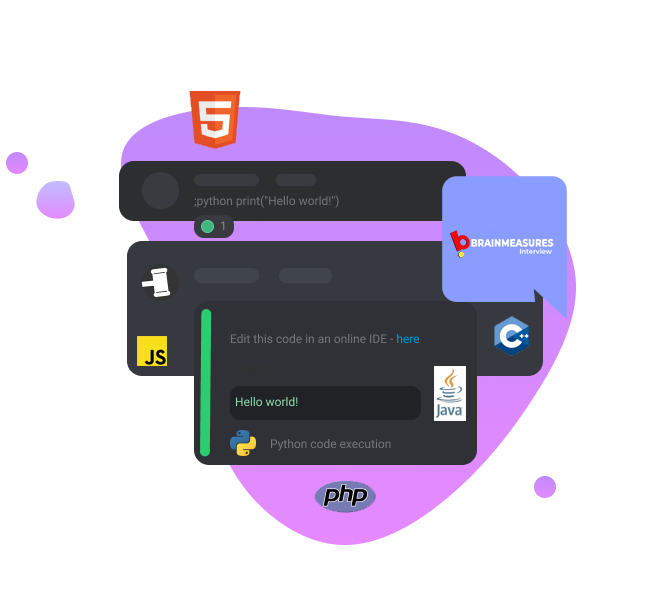 5
;python print("Hello world!")
1
BRAINMEASURES
Interview
JS
C++
Edit this code in an online IDE - here
Hello world!
Java
Python code execution
php